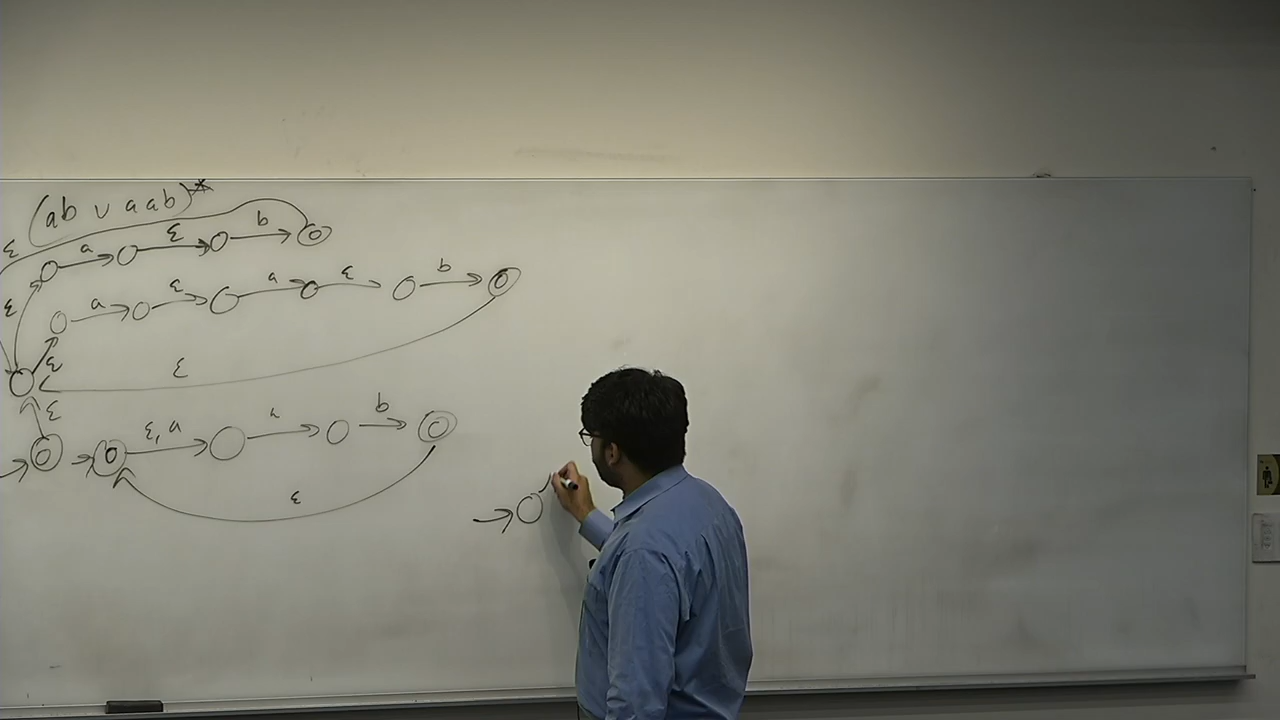 (ab ∪ aab)*
ε a ε b
ε a ε a ε b
ε ε
ε
ε, a b
ε